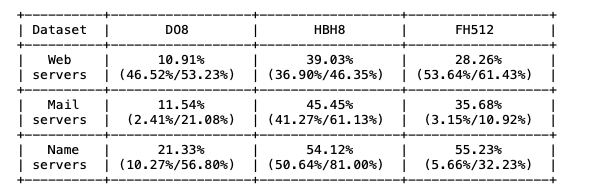 Dataset | DO8 | HBH8 | FH512
Web | 10.91% | 39.03% | 28.26%
servers | (46.52%/53.23%) | (36.90%/46.35%) | (53.64%/61.43%)
Mail | 11.54% | 45.45% | 35.68%
servers | (2.41%/21.08%) | (41.27%/61.13%) | (3.15%/10.92%)
Name | 21.33% | 54.12% | 55.23%
servers | (10.27%/56.80%) | (50.64%/81.00%) | (5.66%/32.23%)